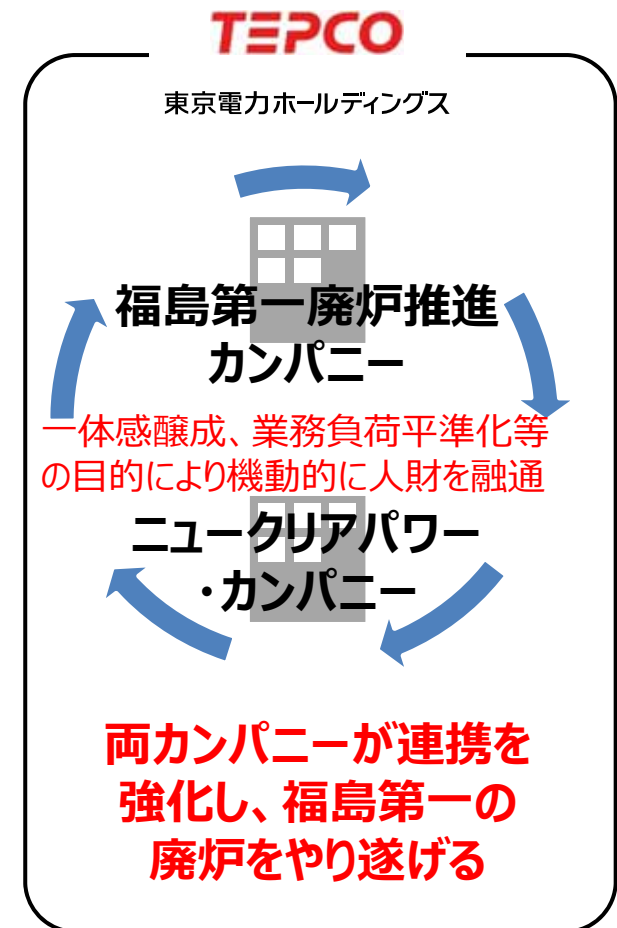 TEPCO
東京電力ホールディングス
福島第一廃炉推進
カンパニー
一体感醸成、業務負荷平準化等
の目的により機動的に人財を融通
ニュークリアパワー
・カンパニー
両カンパニーが連携を
強化し、福島第一の
廃炉をやり遂げる